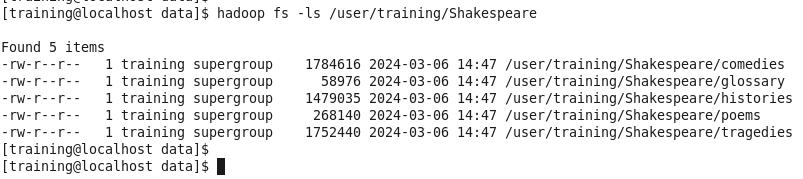 [training@localhost data]$ hadoop fs -ls /user/training/Shakespeare
Found 5 items
-rw-r--r--   1 training supergroup    1784616 2024-03-06 14:47 /user/training/Shakespeare/comedies
-rw-r--r--   1 training supergroup      58976 2024-03-06 14:47 /user/training/Shakespeare/glossary
-rw-r--r--   1 training supergroup    1479035 2024-03-06 14:47 /user/training/Shakespeare/histories
-rw-r--r--   1 training supergroup     268140 2024-03-06 14:47 /user/training/Shakespeare/poems
-rw-r--r--   1 training supergroup    1752440 2024-03-06 14:47 /user/training/Shakespeare/tragedies
[training@localhost data]$
[training@localhost data]$